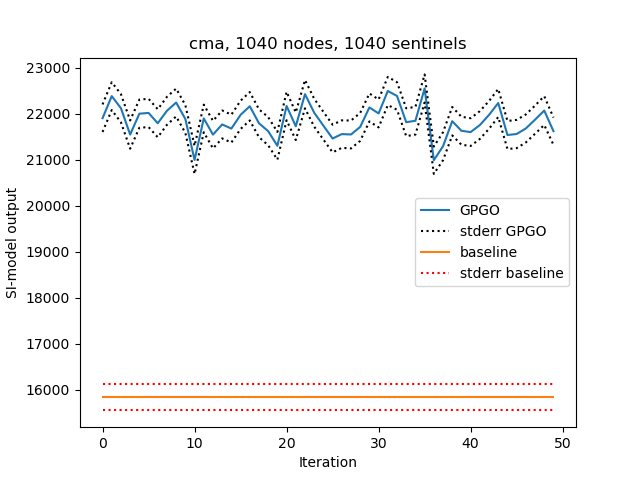 cma, 1040 nodes, 1040 sentinels
23000
22000
21000
20000
19000
18000
17000
16000
SI-model output
GPGO
stderr GPGO
baseline
stderr baseline
0
10
20
30
40
50
Iteration